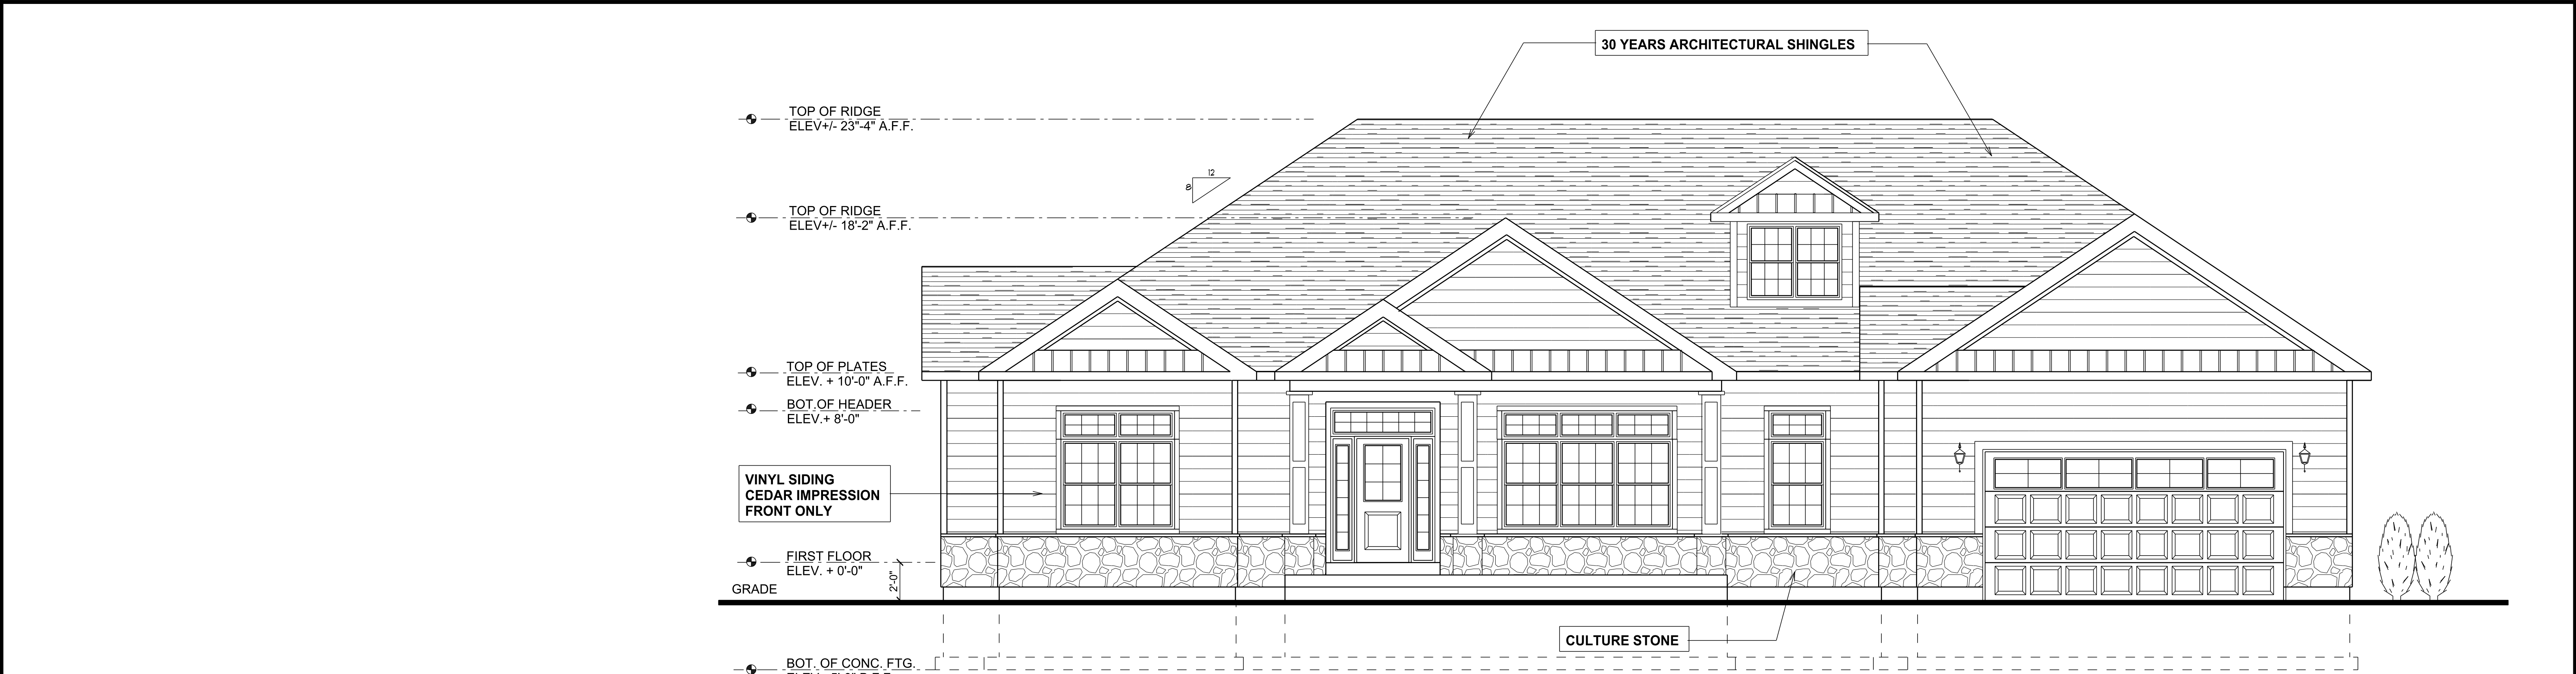 30 YEARS ARCHITECTURAL SHINGLES
TOP OF RIDGE
ELEV+/- 23"-4" A.F.F.
12
8
TOP OF RIDGE
ELEV+/- 18'-2" A.F.F.
TOP OF PLATES
ELEV. + 10'-0" A.F.F.
BOT.OF HEADER
ELEV.+ 8'-0"
VINYL SIDING
CEDAR IMPRESSION
FRONT ONLY
FIRST FLOOR
ELEV. + 0'-0"
2'-0"
GRADE
CULTURE STONE
BOT. OF CONC. FTG.